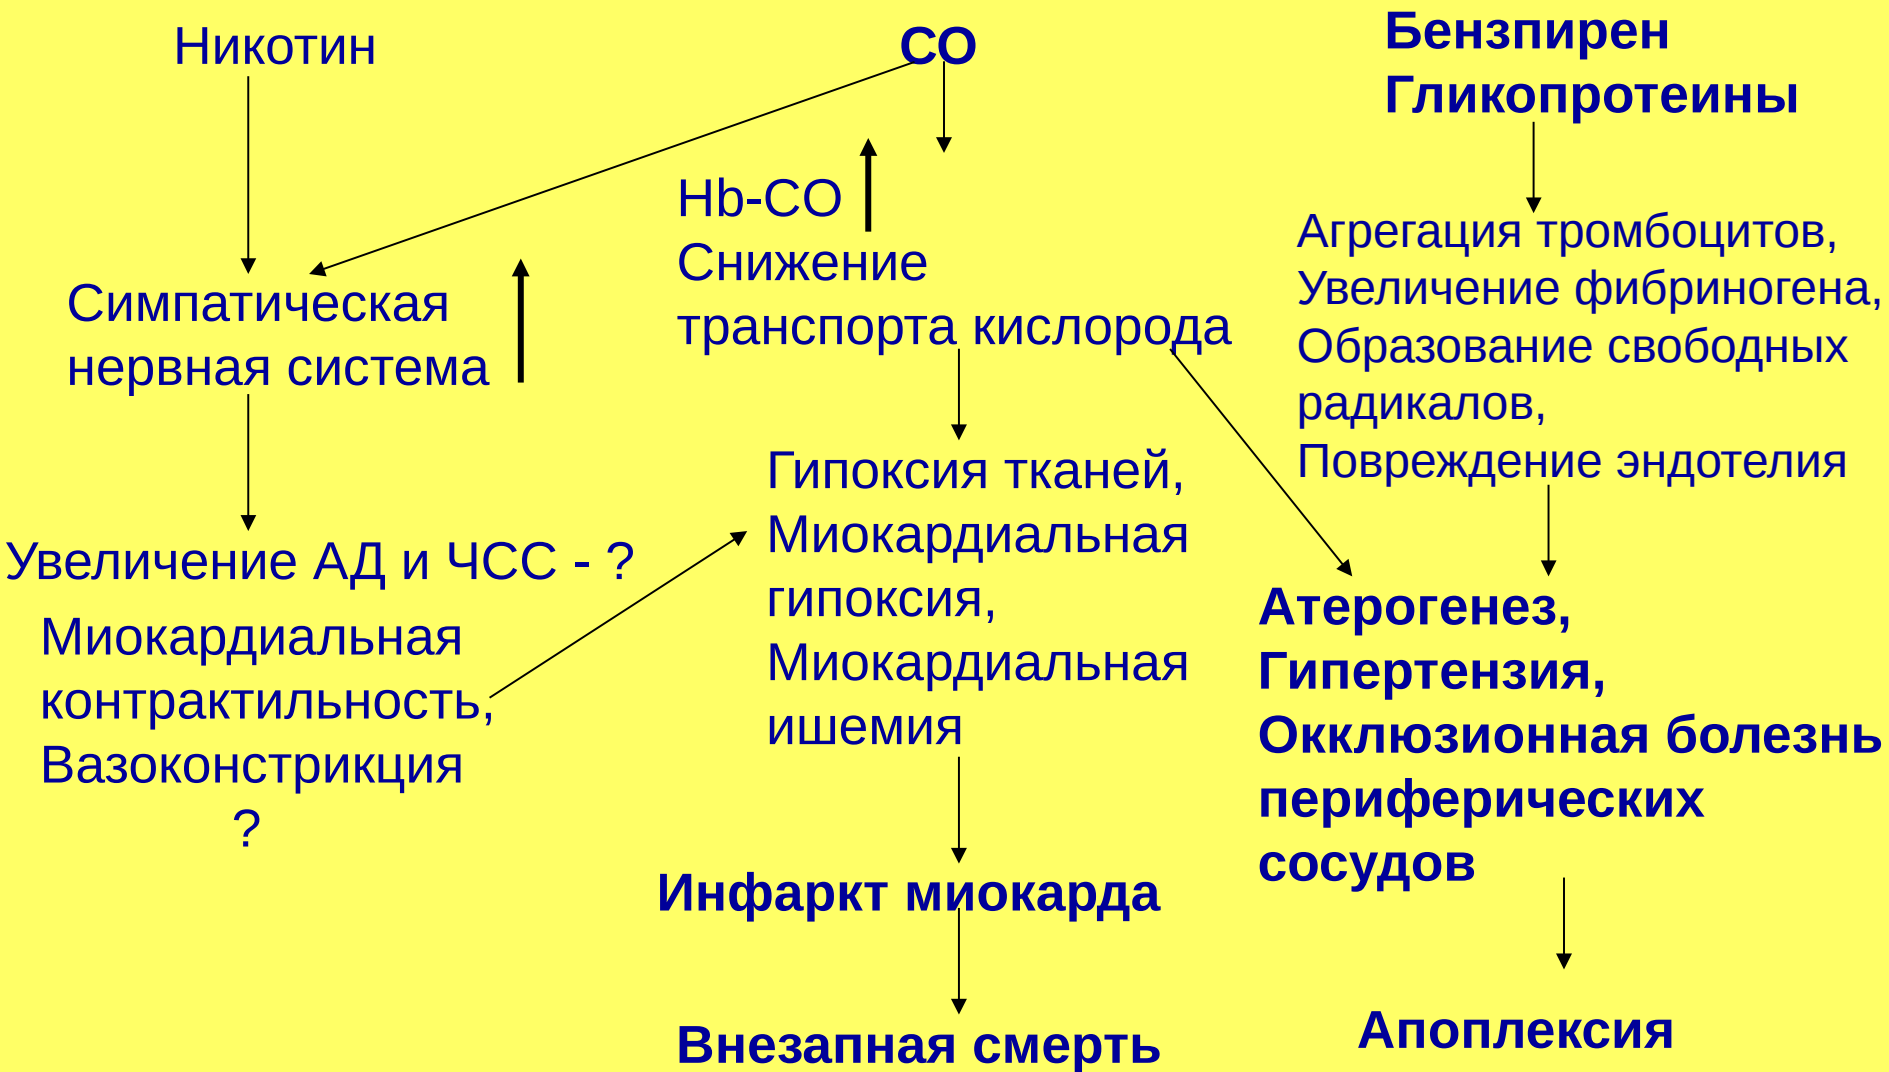 Никотин
СО
Бензпирен
Гликопротеины
Hb-CO
Снижение
транспорта кислорода
Симпатическая
нервная система
Агрегация тромбоцитов,
Увеличение фибриногена,
Образование свободных
радикалов,
Повреждение эндотелия
Увеличение АД и ЧСС - ?
Миокардиальная
контрактильность,
Вазоконстрикция
?
Гипоксия тканей,
Миокардиальная
гипоксия,
Миокардиальная
ишемия
Атерогенез,
Гипертензия,
Окклюзионная болезнь
периферических
сосудов
Инфаркт миокарда
Внезапная смерть
Апоплексия